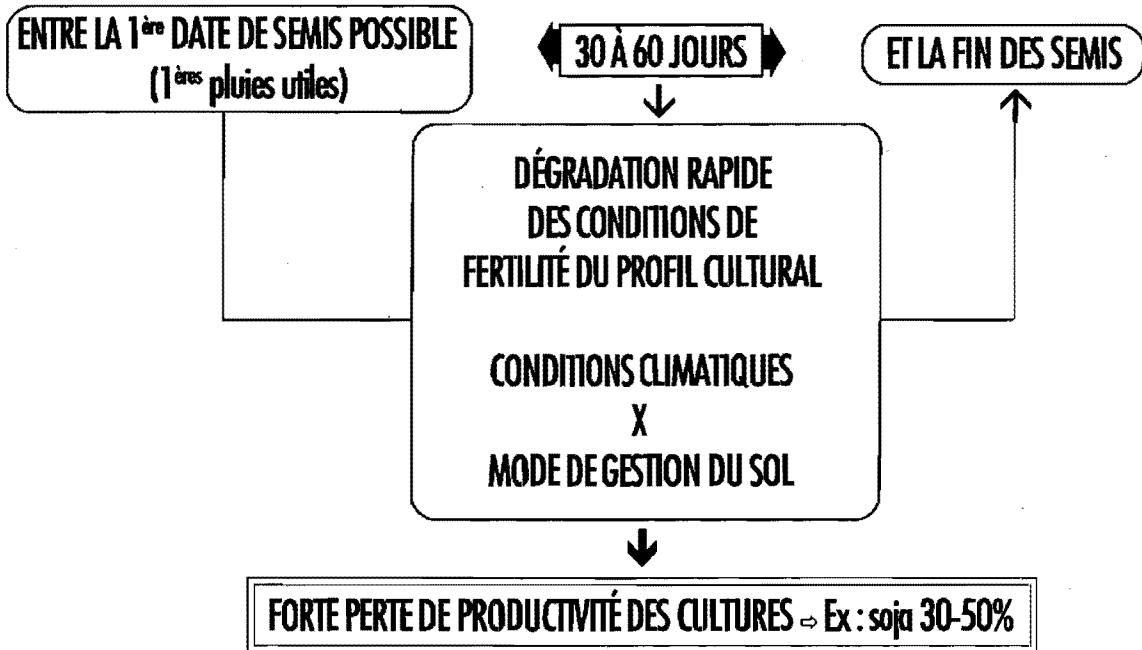 ENTRE LA 1ère DATE DE SEMIS POSSIBLE
(1ères pluies utiles)
30 À 60 JOURS
ET LA FIN DES SEMIS
DÉGRADATION RAPIDE
DES CONDITIONS DE
FERTILITÉ DU PROFIL CULTURAL
CONDITIONS CLIMATIQUES
X
MODE DE GESTION DU SOL
FORTE PERTE DE PRODUCTIVITÉ DES CULTURES ⇨ Ex : soja 30-50%